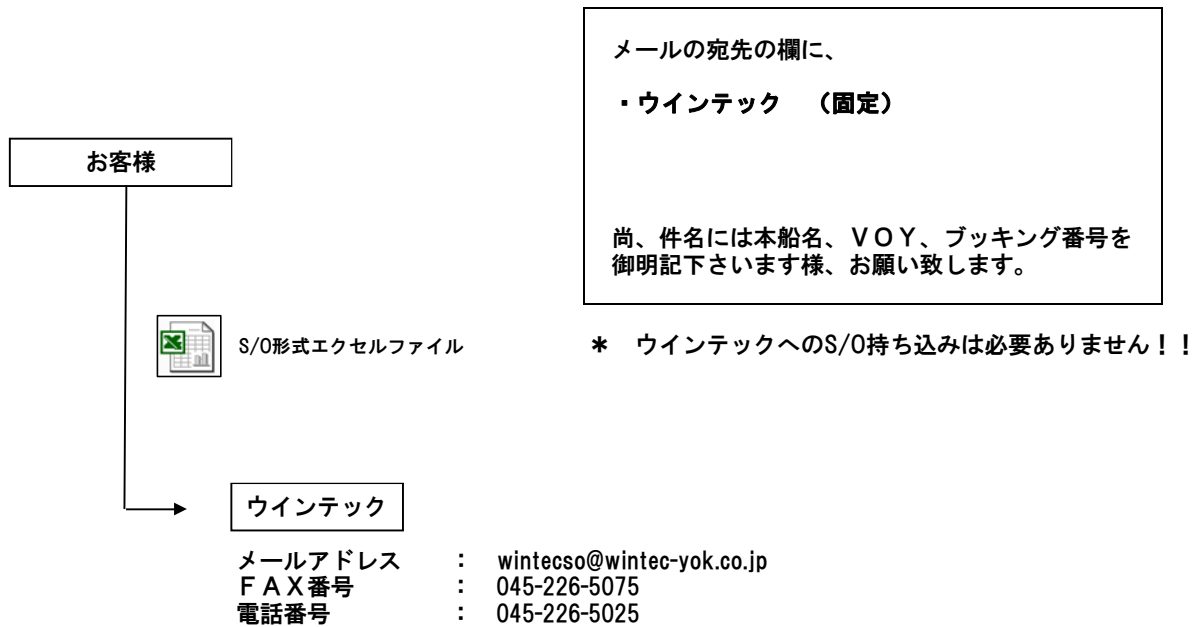 メールの宛先の欄に、
・ウインテック　（固定）
お客様
尚、件名には本船名、ＶＯＹ、ブッキング番号を
御明記下さいます様、お願い致します。
S/O形式エクセルファイル
＊　ウインテックへのS/O持ち込みは必要ありません！！
ウインテック
メールアドレス　：　wintecso@wintec-yok.co.jp
ＦＡＸ番号　：　045-226-5075
電話番号　：　045-226-5025